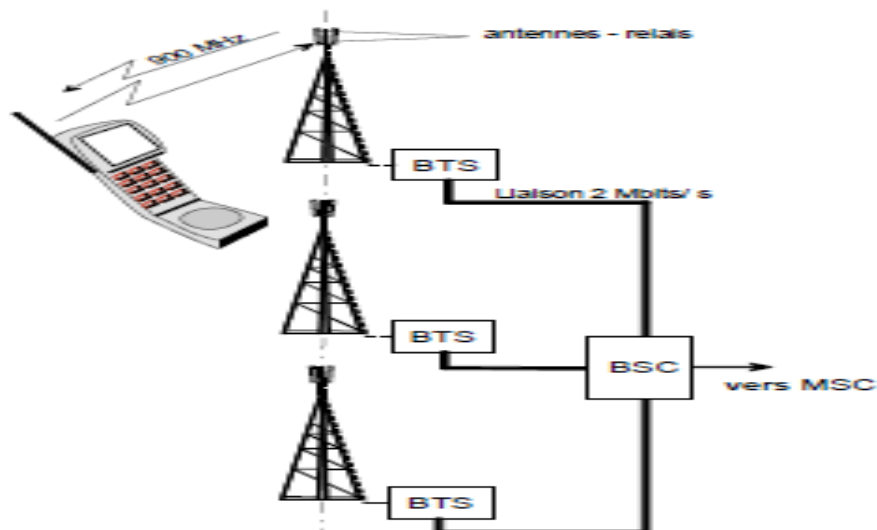 900 MHz
antennes - relais
BTS
Liaison 2 Mbits/ s
BTS
BSC
vers MSC
BTS